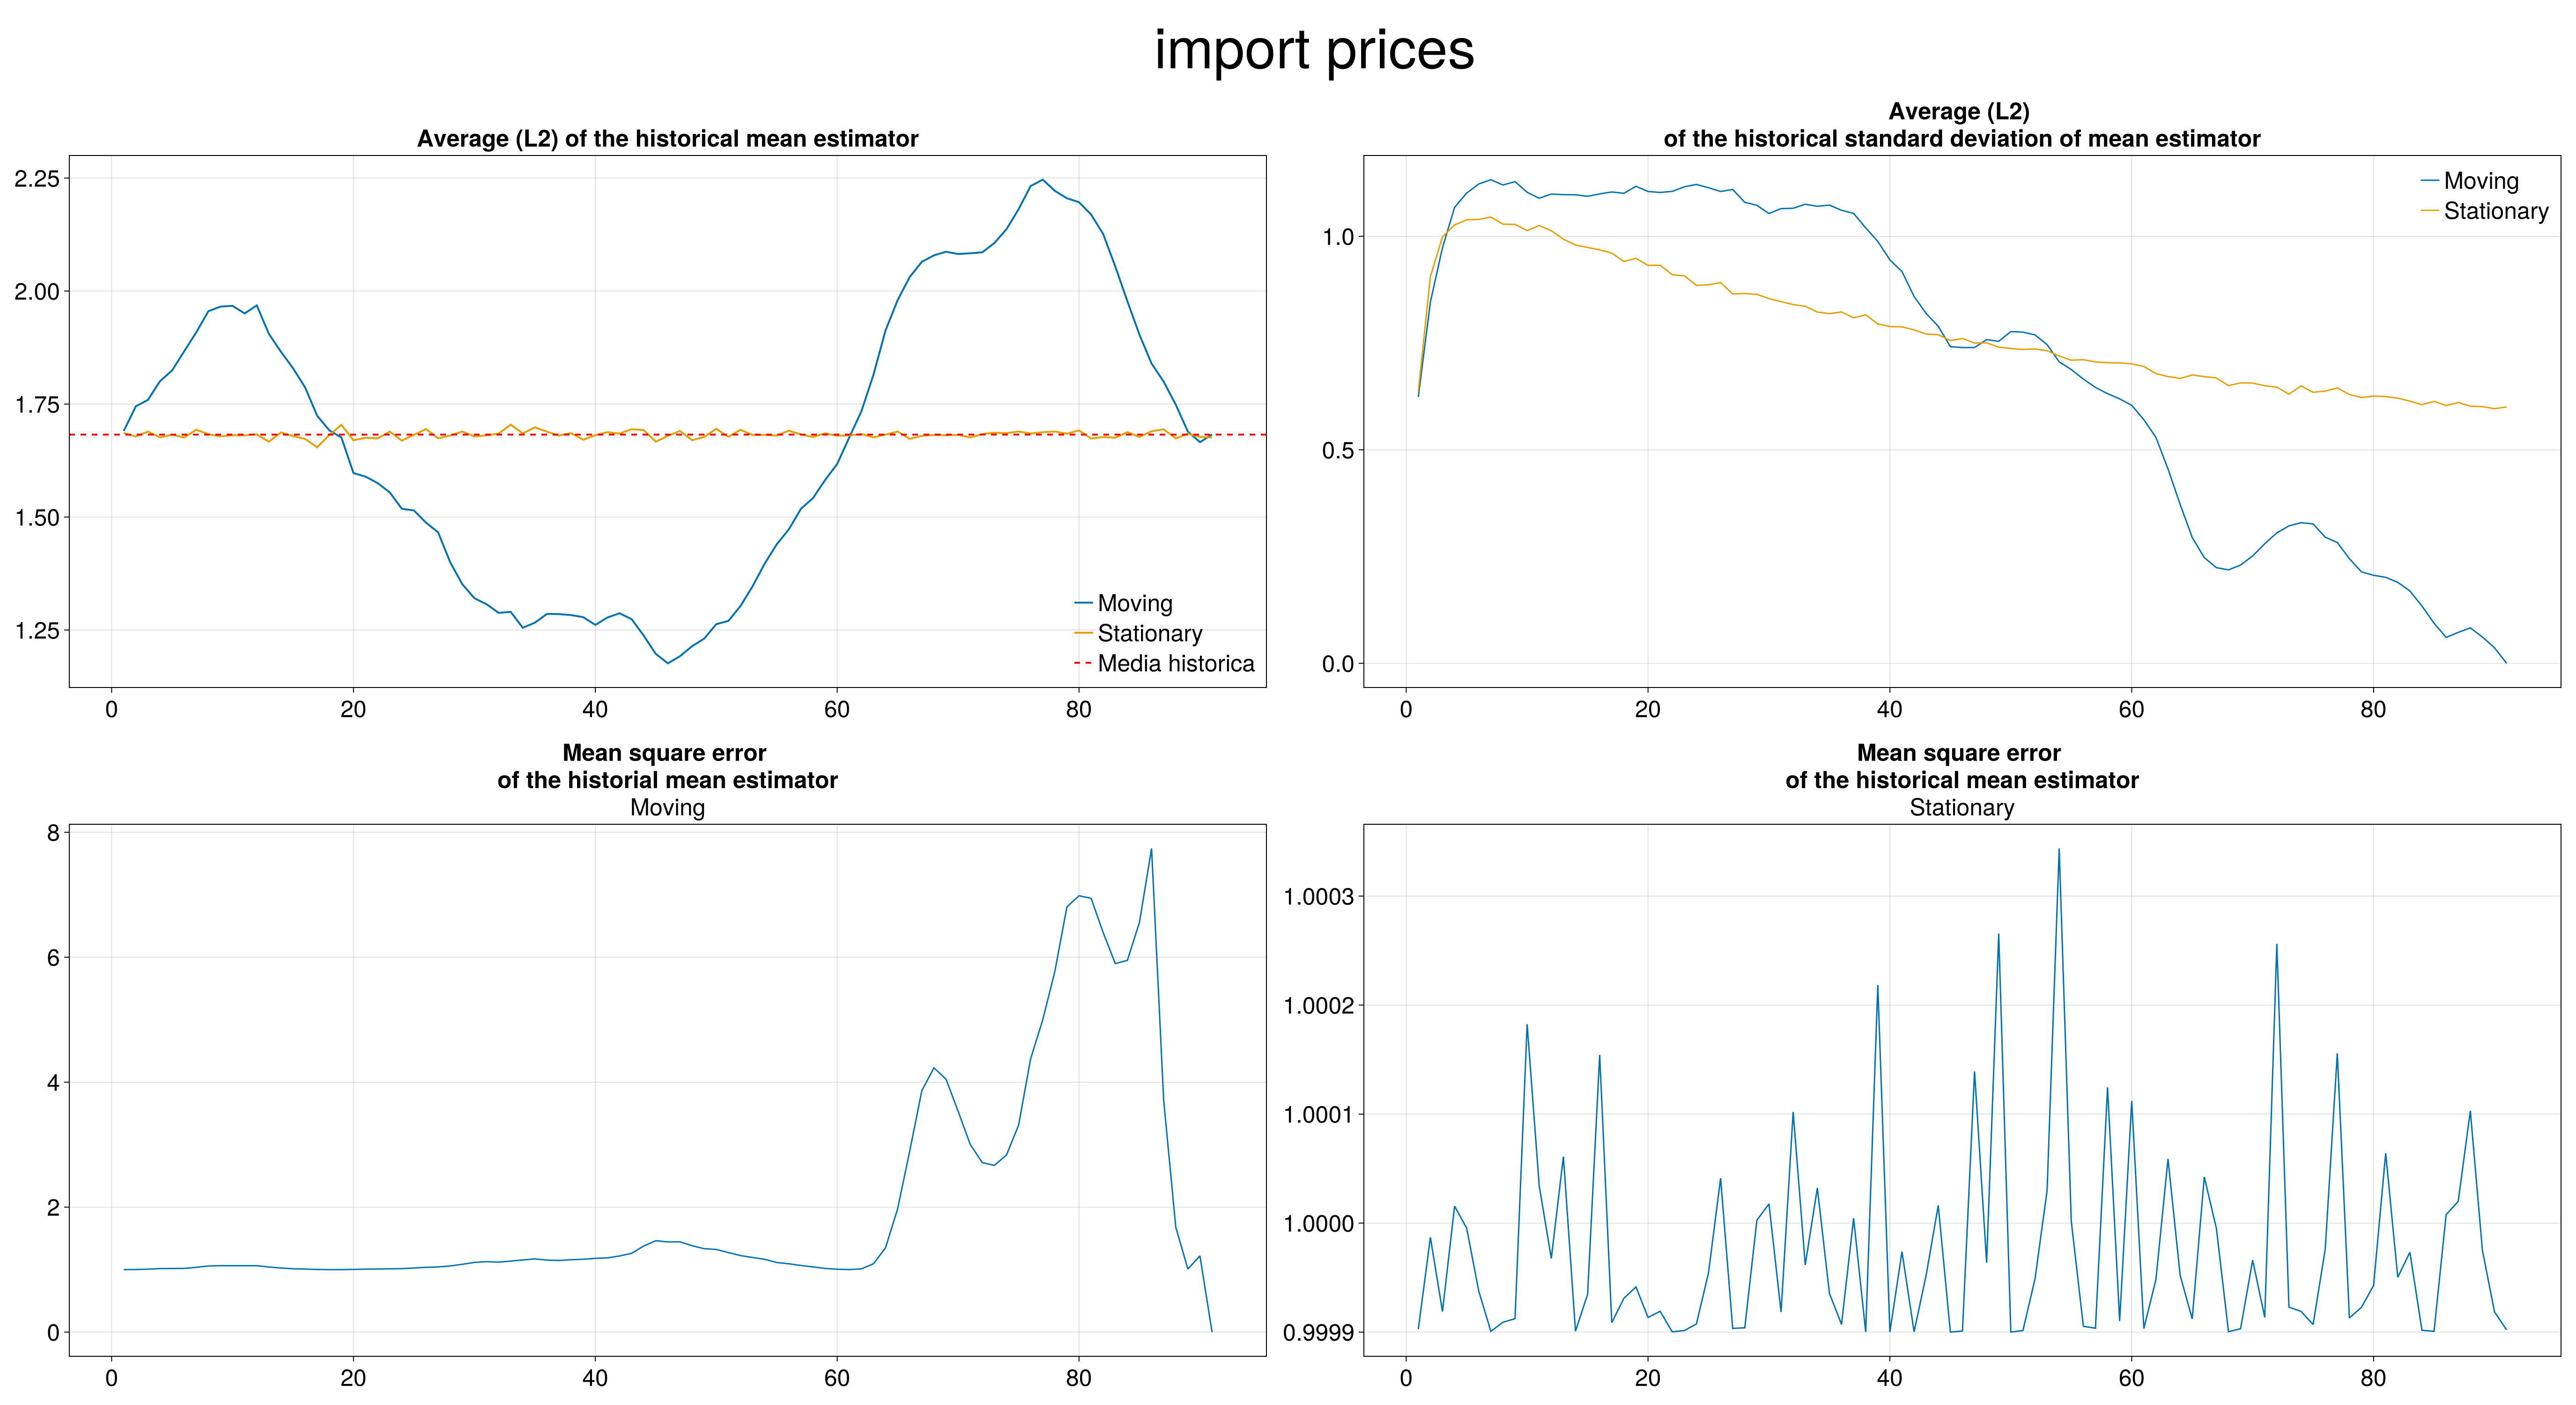 import prices
Average (L2) of the historical mean estimator
2.25
2.00
1.75
1.50
1.25
0 20 40 60 80
Moving
Stationary
Media historica
Average (L2)
of the historical standard deviation of mean estimator
1.0
0.5
0.0
0 20 40 60 80
Moving
Stationary
Mean square error
of the historial mean estimator
Moving
8
6
4
2
0
0 20 40 60 80
Mean square error
of the historical mean estimator
Stationary
1.0003
1.0002
1.0001
1.0000
0.9999
0 20 40 60 80